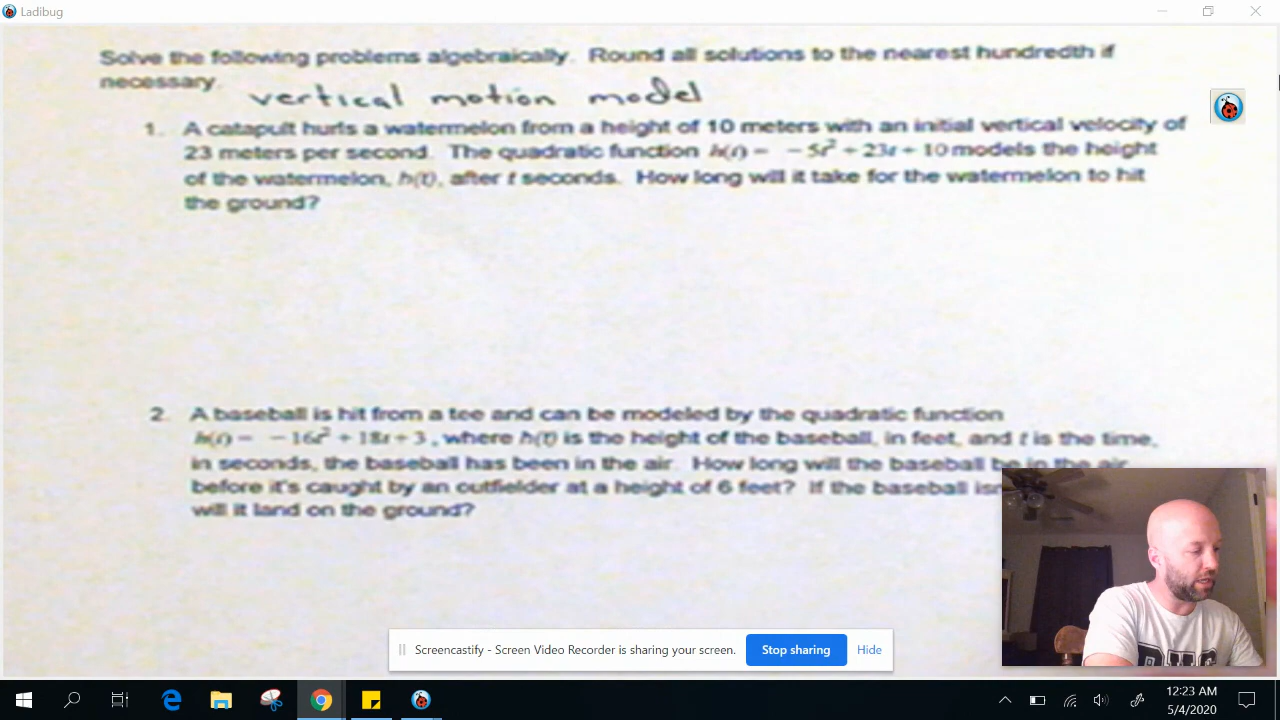 Ladibug
Solve the following problems algebraically. Round all solutions to the nearest hundredth if
necessary.
vertical motion model
1. A catapult hurls a watermelon from a height of 10 meters with an initial vertical velocity of
23 meters per second. The quadratic function h(t) = −5t² + 23t + 10 models the height
of the watermelon, h(t), after t seconds. How long will it take for the watermelon to hit
the ground?
2. A baseball is hit from a tee and can be modeled by the quadratic function
h(t) = −16t² + 18t + 3, where h(t) is the height of the baseball, in feet, and t is the time,
in seconds, the baseball has been in the air. How long will the baseball be in the air
before it's caught by an outfielder at a height of 6 feet? If the baseball
will it land on the ground?
Screencastify - Screen Video Recorder is sharing your screen. Stop sharing Hide
12:23 AM
5/4/2020